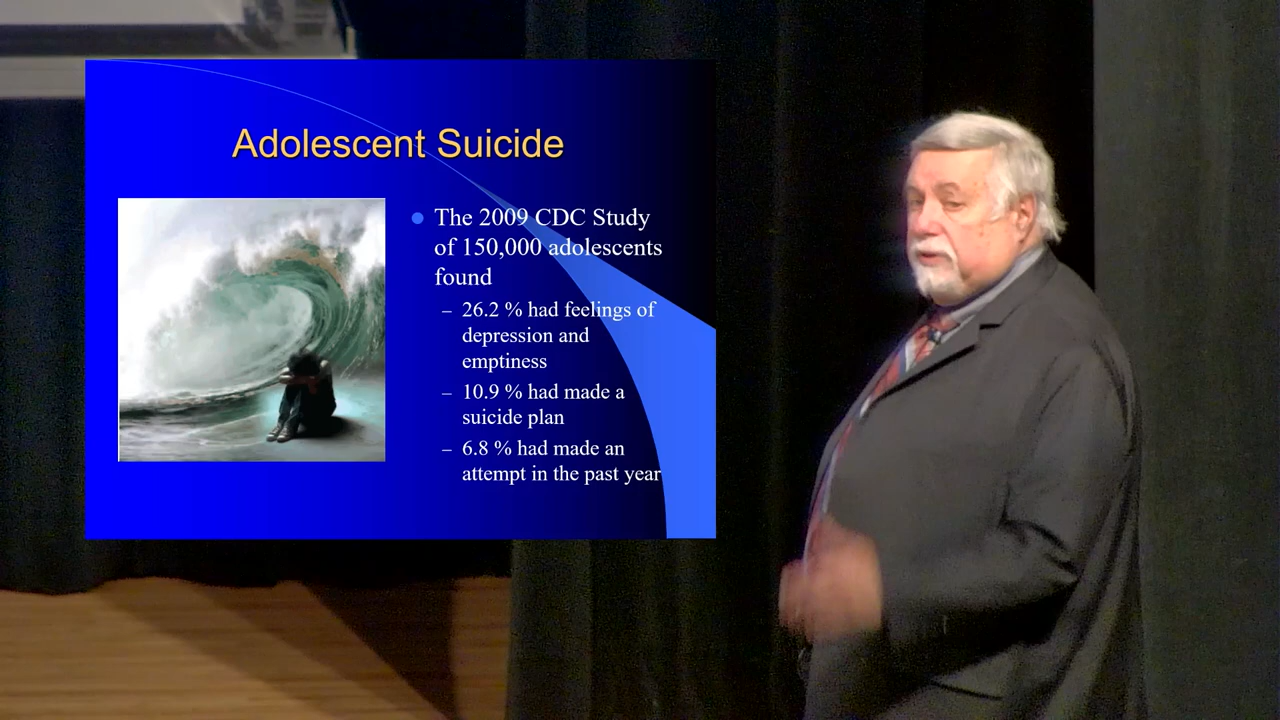 Adolescent Suicide
The 2009 CDC Study
of 150,000 adolescents
found
– 26.2 % had feelings of
depression and
emptiness
– 10.9 % had made a
suicide plan
– 6.8 % had made an
attempt in the past year